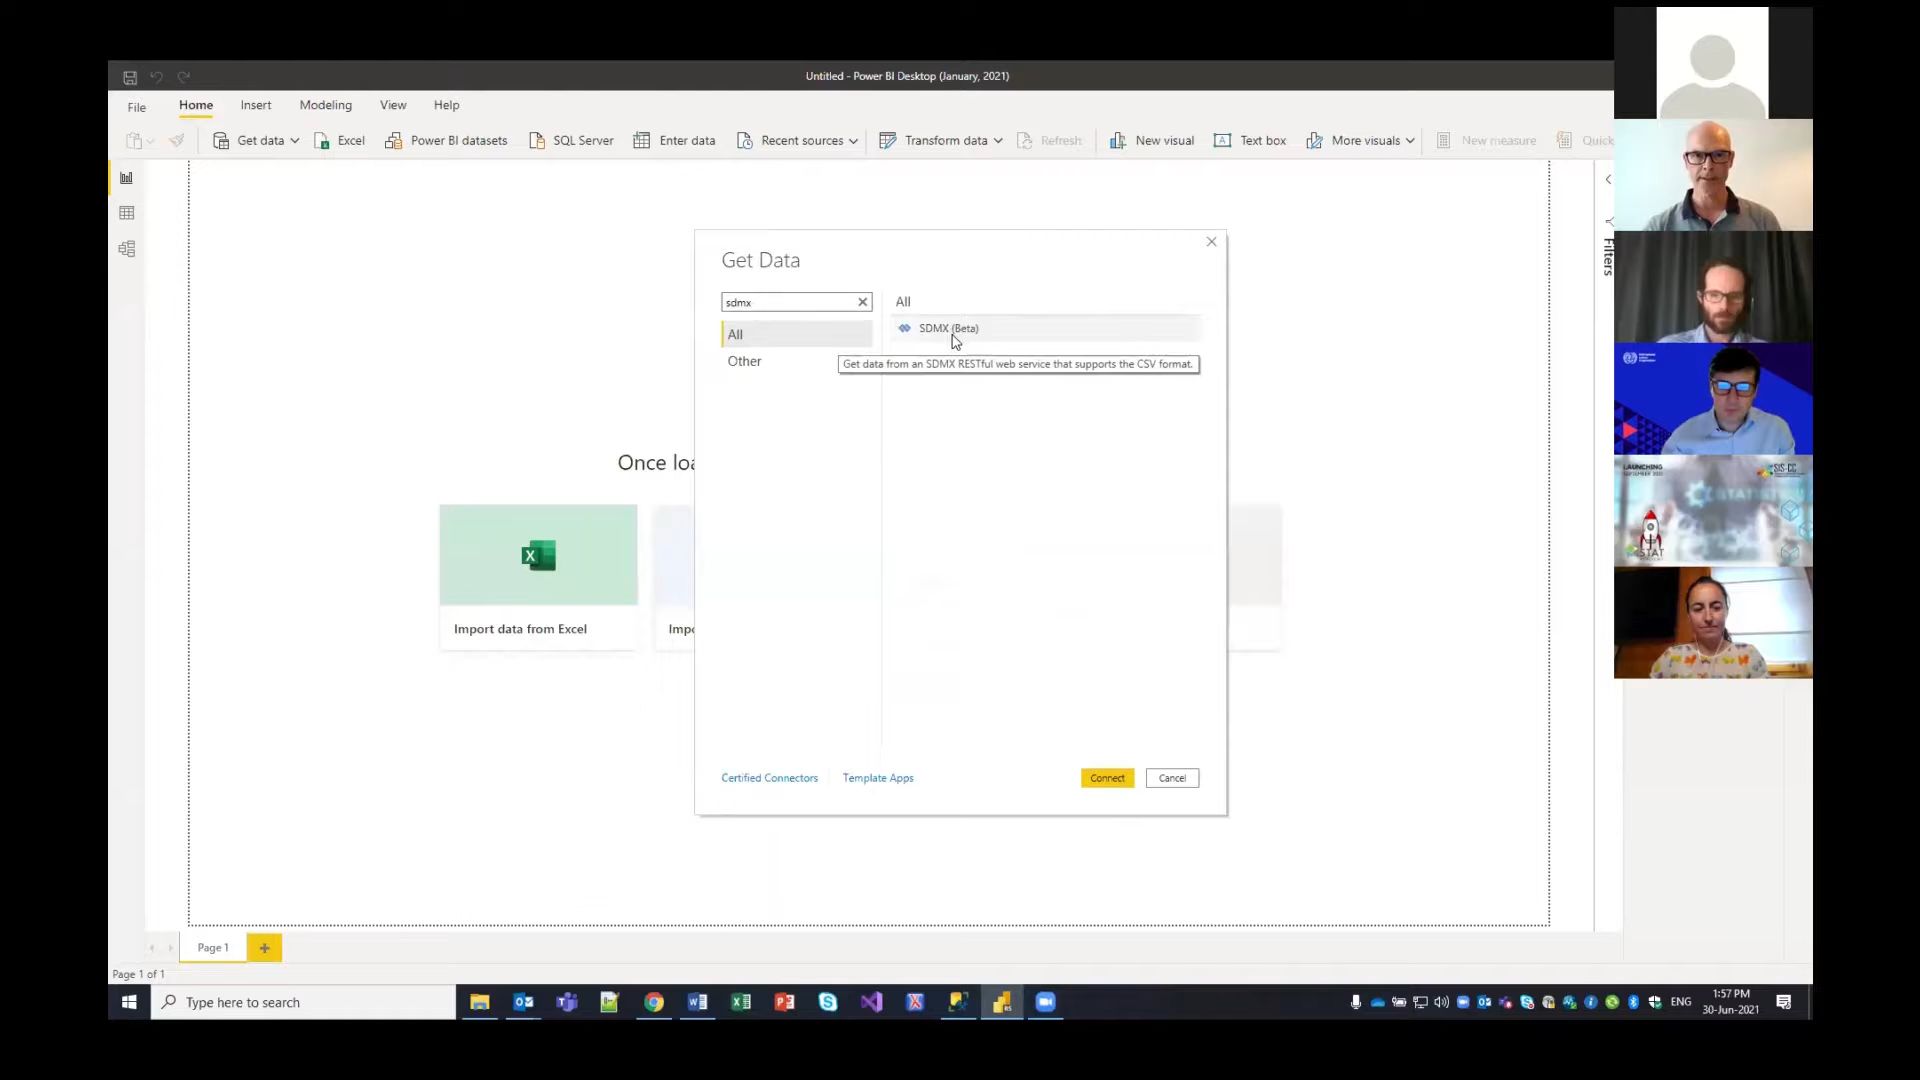 Untitled - Power BI Desktop (January, 2021)
File Home Insert Modeling View Help
Get data Excel Power BI datasets SQL Server Enter data Recent sources Transform data Refresh New visual Text box More visuals New measure Quick
Filters
Get Data
sdmx
All
Other
All
SDMX (Beta)
Get data from an SDMX RESTful web service that supports the CSV format.
Once loa
Import data from Excel
Impo
Certified Connectors Template Apps
Connect Cancel
LAUNCHING
SIS-CC
STAT
Page 1
Page 1 of 1
Type here to search
ENG
1:57 PM
30-Jun-2021